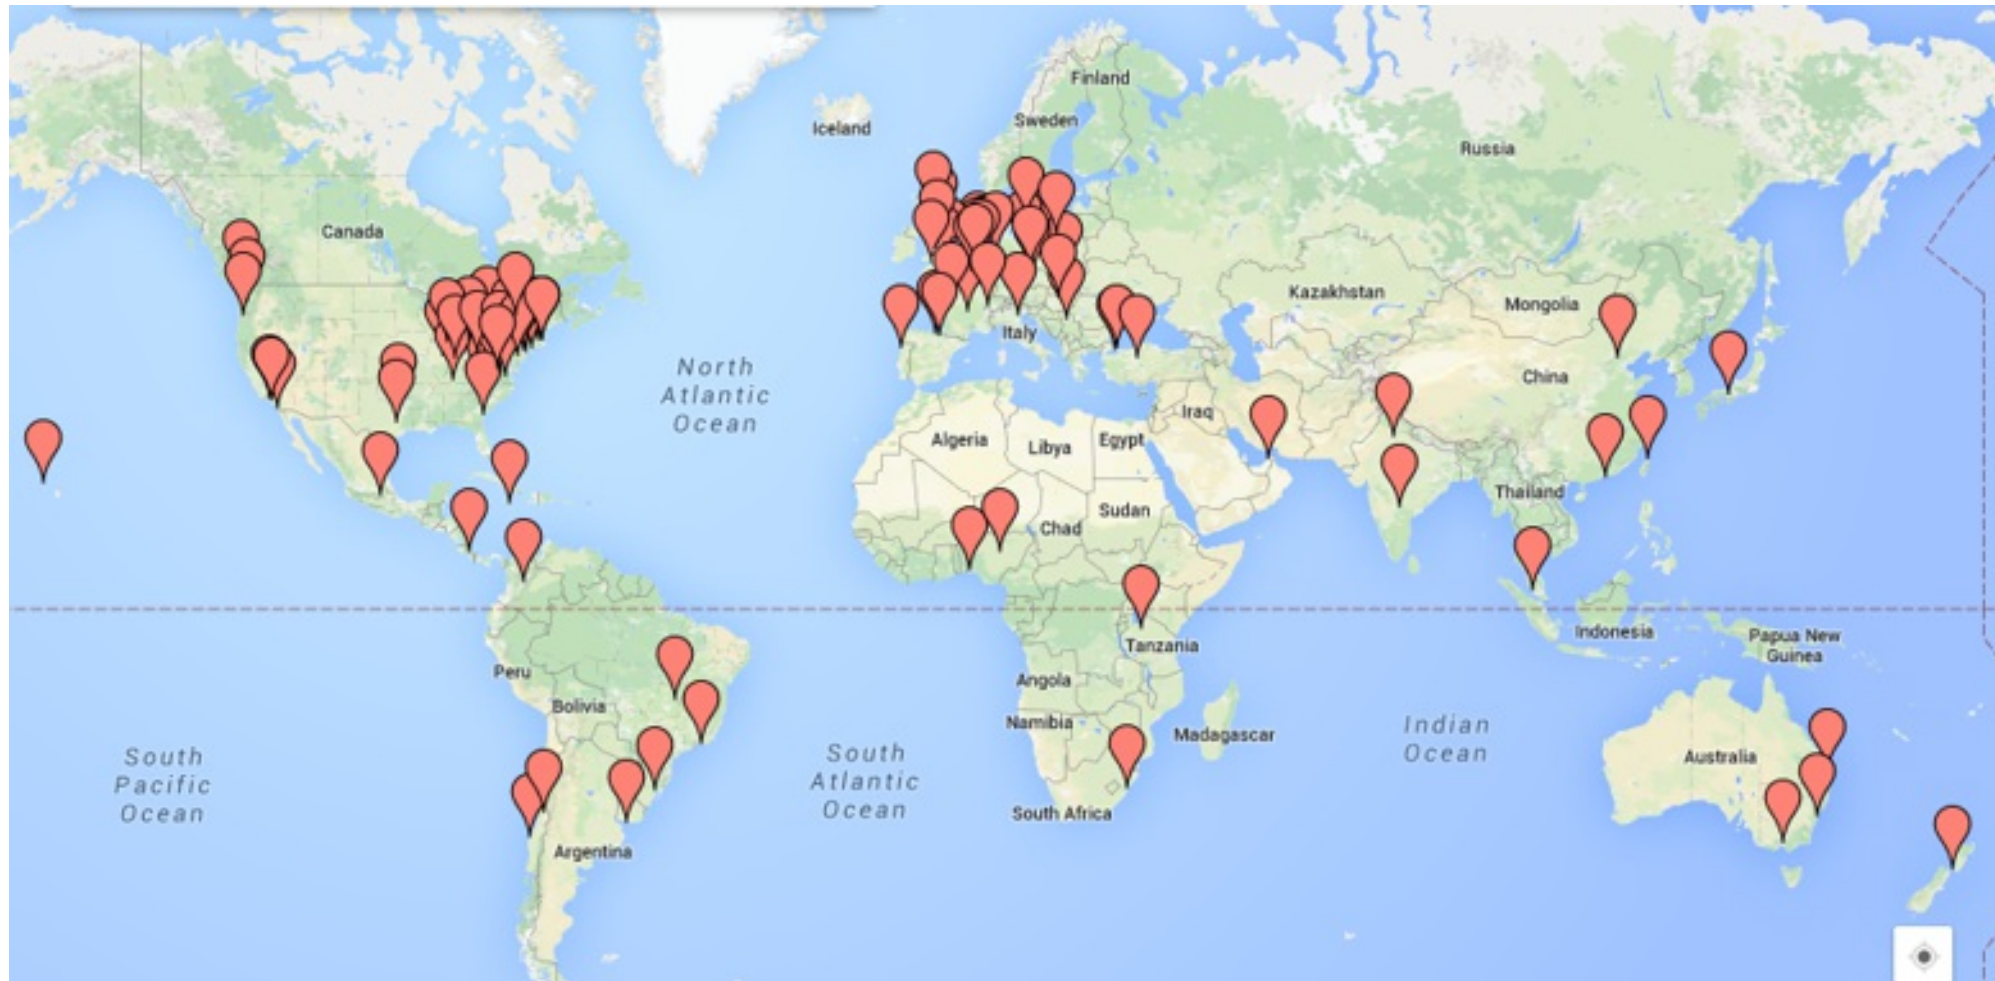 Finland
Iceland
Sweden
Russia
Canada
Kazakhstan
Mongolia
Italy
North
Atlantic
Ocean
China
Iraq
Algeria
Libya
Egypt
Thailand
Chad
Sudan
Indonesia
Papua New
Guinea
Tanzania
Peru
Angola
Bolivia
Namibia
Madagascar
Indian
Ocean
South
Pacific
Ocean
South
Atlantic
Ocean
Australia
South Africa
Argentina